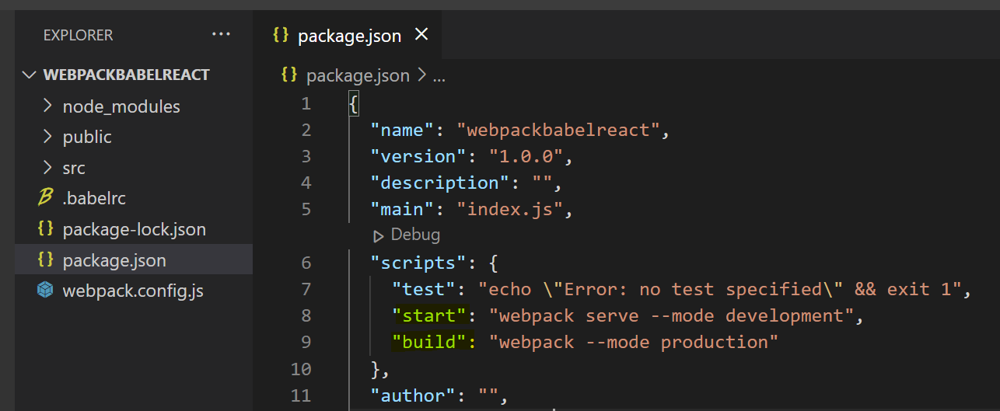 EXPLORER ...
WEBPACKBABELREACT
node_modules
public
src
.babelrc
{} package-lock.json
{} package.json
webpack.config.js
{} package.json ×
{} package.json > ...
1 {
2 "name": "webpackbabelreact",
3 "version": "1.0.0",
4 "description": "",
5 "main": "index.js",
Debug
6 "scripts": {
7 "test": "echo \"Error: no test specified\" && exit 1",
8 "start": "webpack serve --mode development",
9 "build": "webpack --mode production"
10 },
11 "author": "",